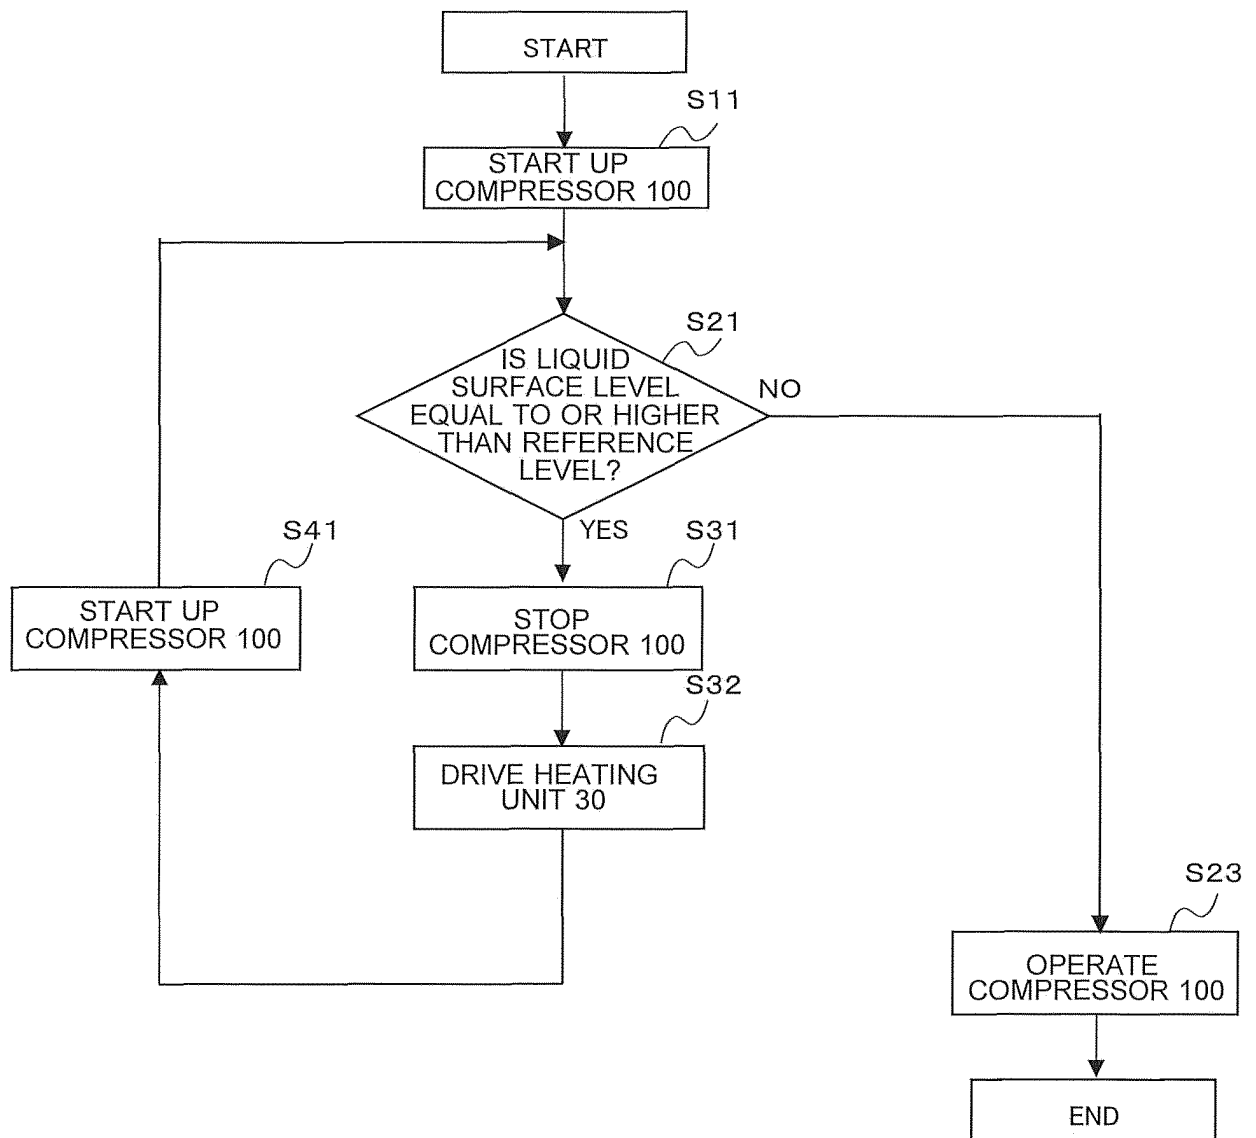 START
S11
START UP
COMPRESSOR 100
S21
IS LIQUID
SURFACE LEVEL
EQUAL TO OR HIGHER
THAN REFERENCE
LEVEL?
NO
YES
S31
STOP
COMPRESSOR 100
S41
START UP
COMPRESSOR 100
S32
DRIVE HEATING
UNIT 30
S23
OPERATE
COMPRESSOR 100
END